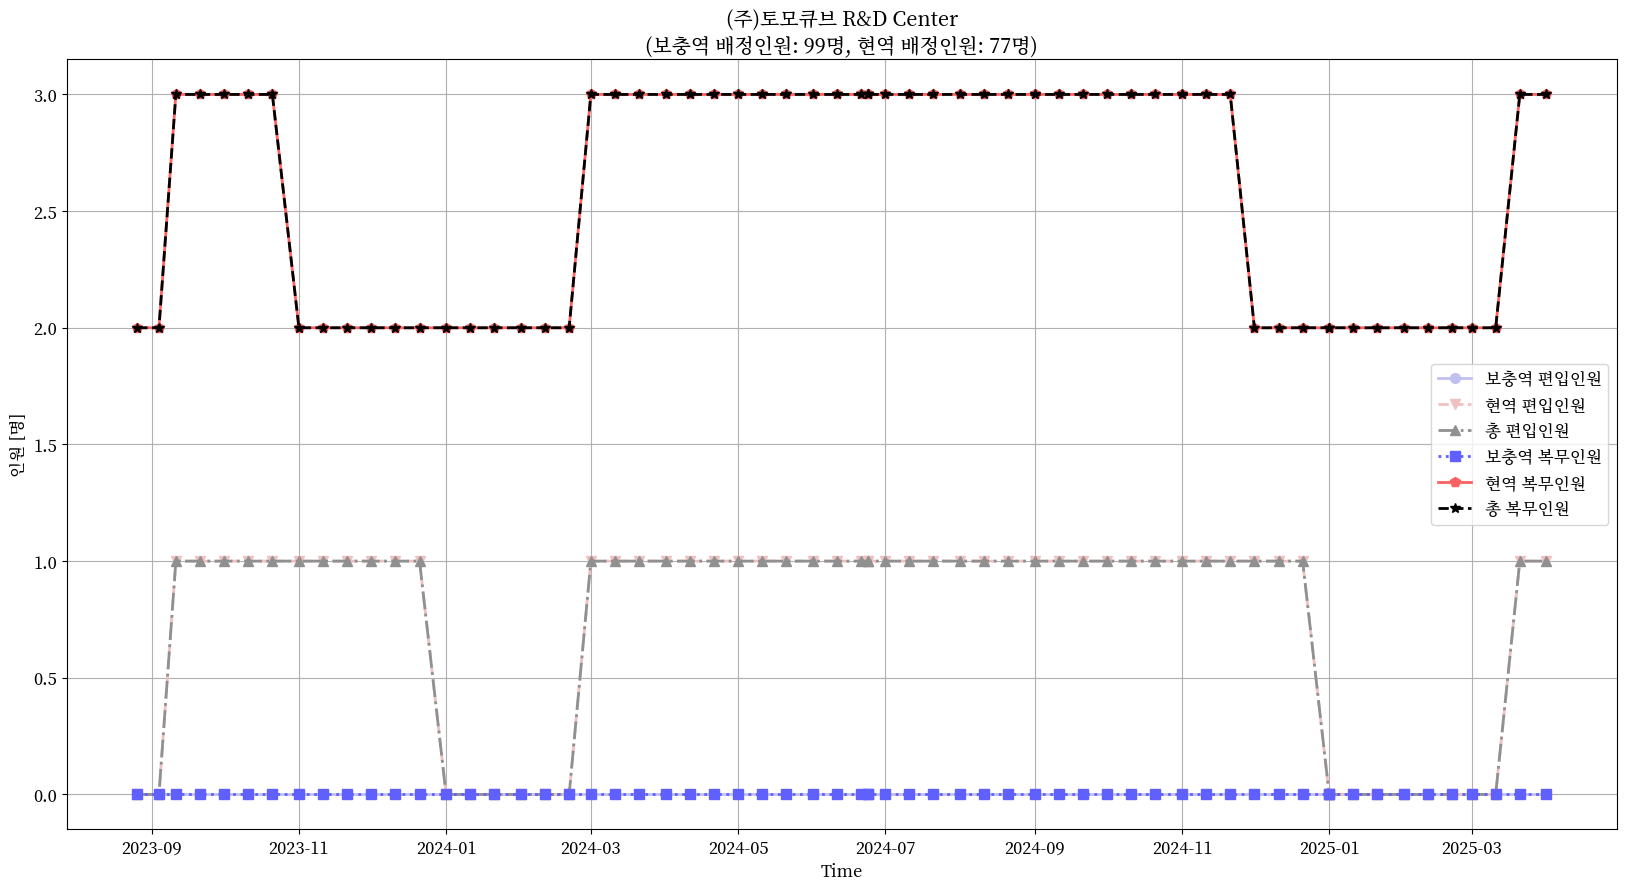 (주)토모큐브 R&D Center
(보충역 배정인원: 99명, 현역 배정인원: 77명)
인원 [명]
3.0
2.5
2.0
1.5
1.0
0.5
0.0
보충역 편입인원
현역 편입인원
총 편입인원
보충역 복무인원
현역 복무인원
총 복무인원
2023-09 2023-11 2024-01 2024-03 2024-05 2024-07 2024-09 2024-11 2025-01 2025-03
Time